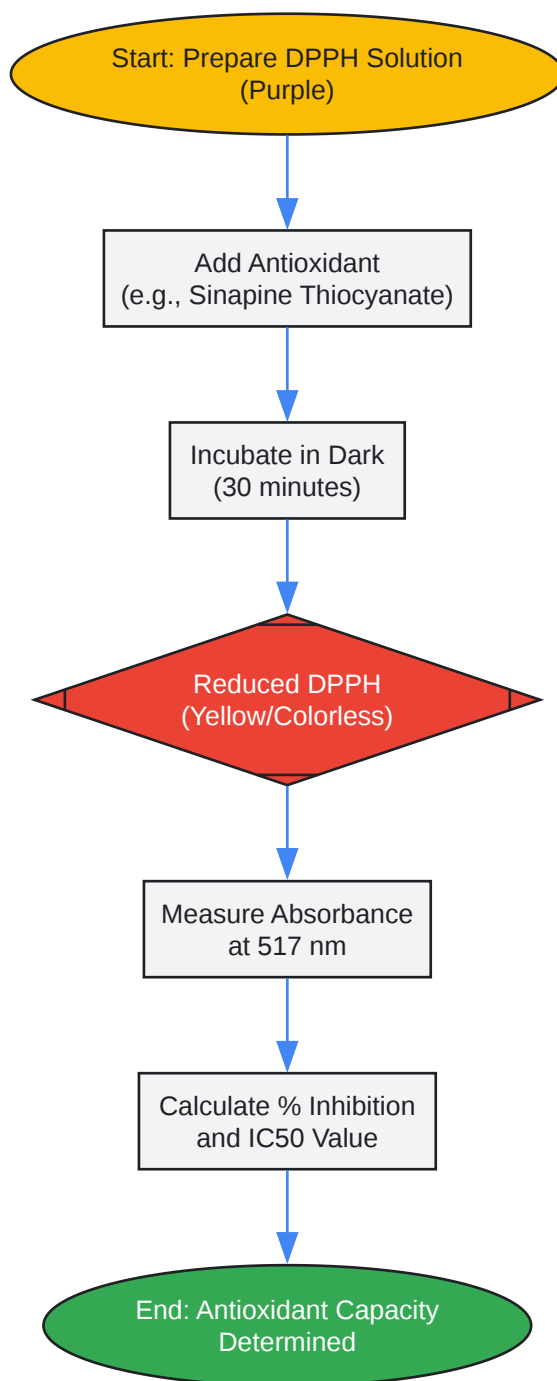 Start: Prepare DPPH Solution
(Purple)
Add Antioxidant
(e.g., Sinapine Thiocyanate)
Incubate in Dark
(30 minutes)
Reduced DPPH
(Yellow/Colorless)
Measure Absorbance
at 517 nm
Calculate % Inhibition
and IC50 Value
End: Antioxidant Capacity
Determined